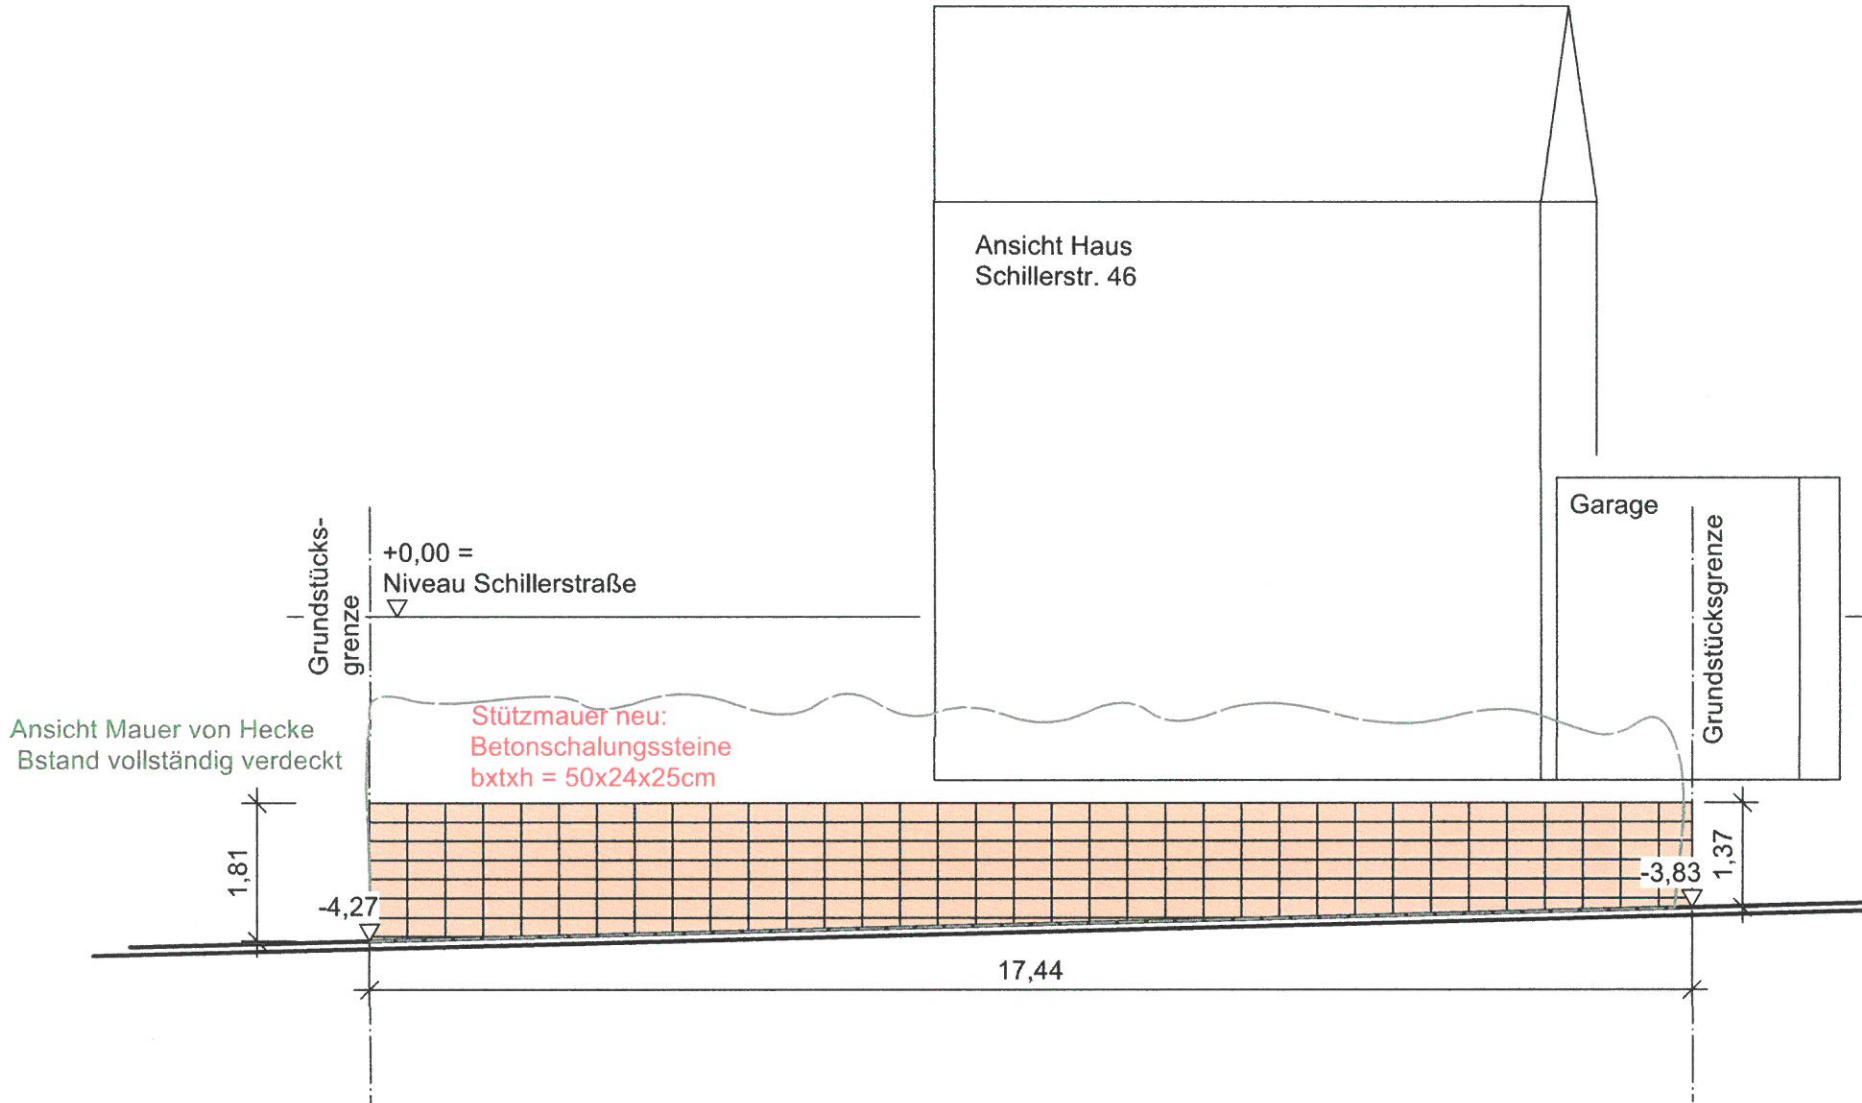 Ansicht Haus
Schillerstr. 46
Garage
Grundstücks-
grenze
+0,00 =
Niveau Schillerstraße
Grundstücksgrenze
Ansicht Mauer von Hecke
Bstand vollständig verdeckt
Stützmauer neu:
Betonschalungssteine
bxtxh = 50x24x25cm
1,81
-4,27
-3,83
1,37
17,44